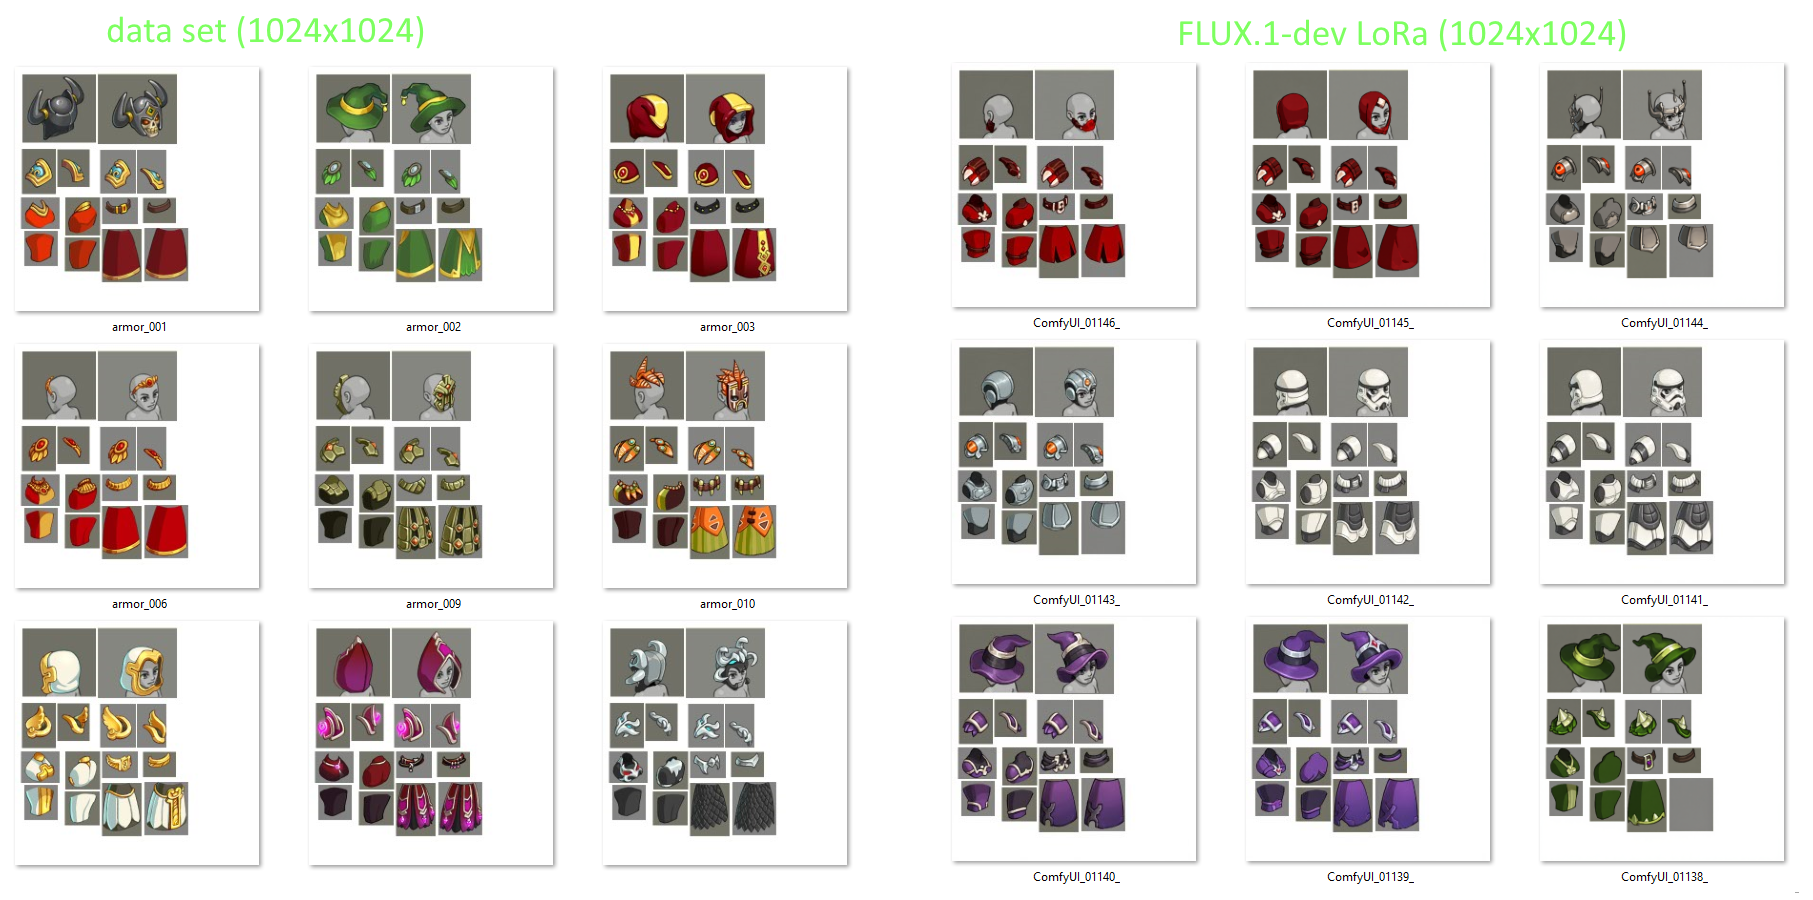 data set (1024x1024)
FLUX.1-dev LoRa (1024x1024)
armor_001
armor_002
armor_003
ComfyUI_01146_
ComfyUI_01145_
ComfyUI_01144_
armor_006
armor_009
armor_010
ComfyUI_01143_
ComfyUI_01142_
ComfyUI_01141_
ComfyUI_01140_
ComfyUI_01139_
ComfyUI_01138_